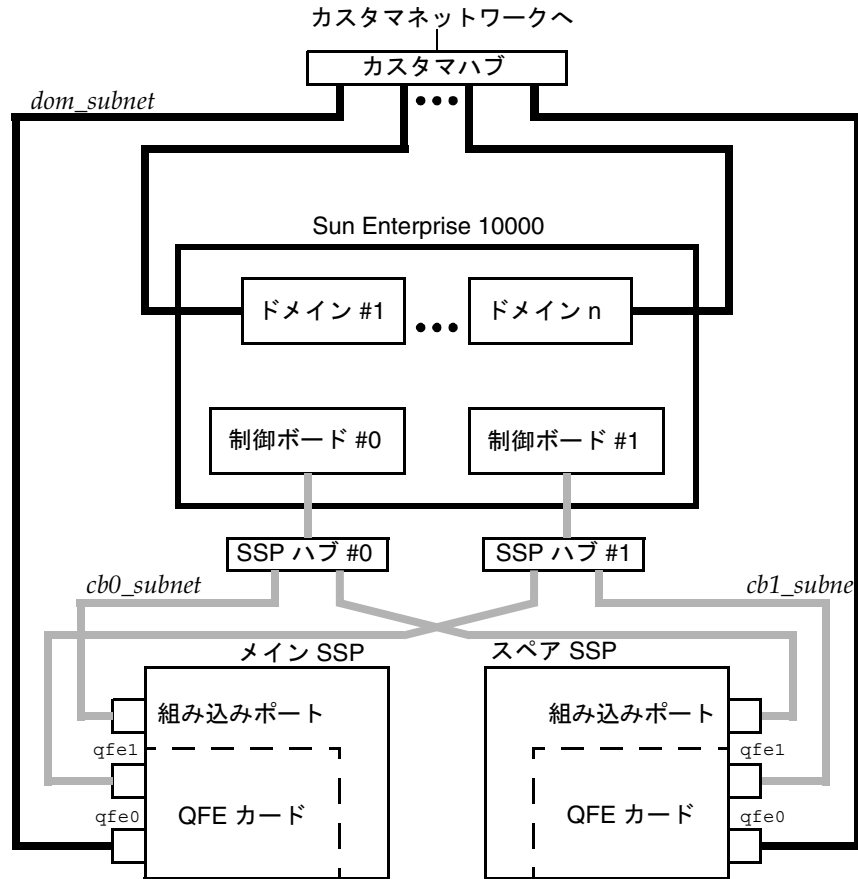 カスタマネットワークへ
カスタマハブ
dom_subnet
Sun Enterprise 10000
ドメイン #1
ドメイン n
制御ボード #0
制御ボード #1
SSP ハブ #0
SSP ハブ #1
cb0_subnet
cb1_subne
メイン SSP
スペア SSP
組み込みポート
組み込みポート
qfe1
qfe1
QFE カード
QFE カード
qfe0
qfe0